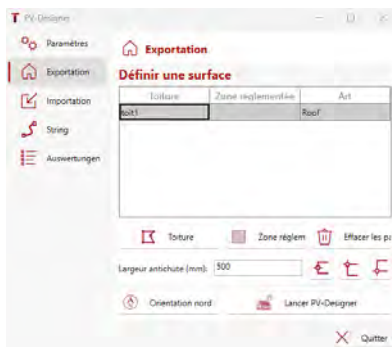 PV-Designer
Paramètres
Exportation
Importation
String
Auswertungen
Exportation
Définir une surface
Toiture Zone réglementée Art
toit1 Roof
Toiture Zone réglem Effacer les pa
Largeur antichute (mm): 500
Orientation nord Lancer PV-Designer
Quitter